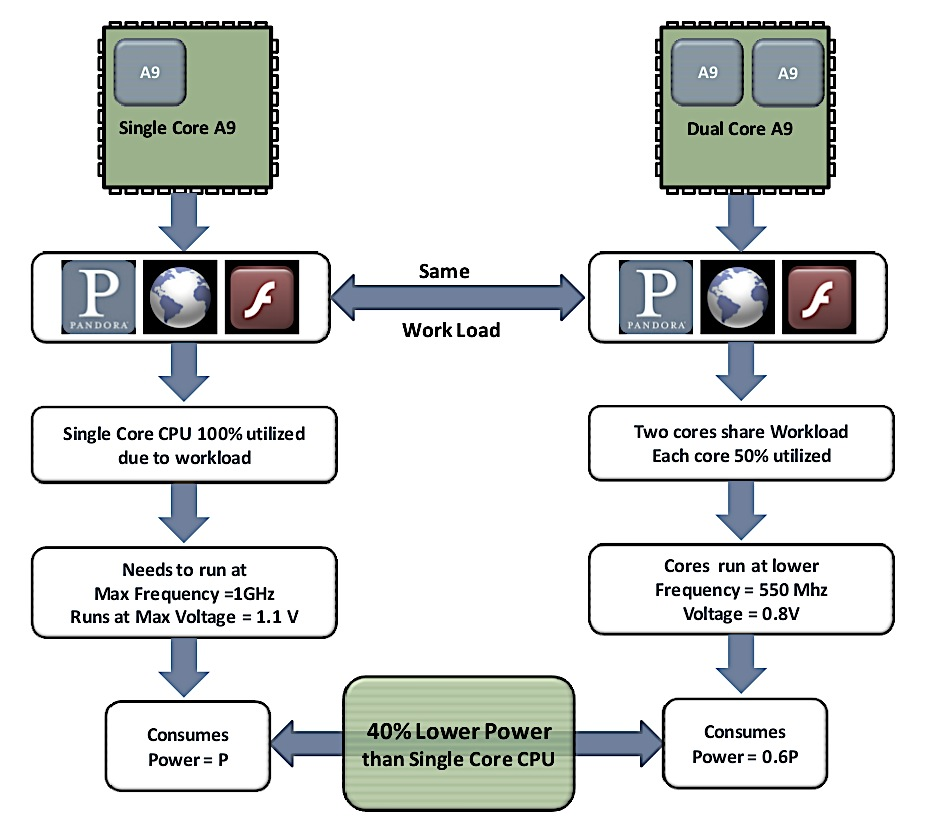 A9
Single Core A9
A9
A9
Dual Core A9
P
PANDORA
Same
Work Load
P
PANDORA
Single Core CPU 100% utilized
due to workload
Two cores share Workload
Each core 50% utilized
Needs to run at
Max Frequency =1GHz
Runs at Max Voltage = 1.1 V
Cores run at lower
Frequency = 550 Mhz
Voltage = 0.8V
Consumes
Power = P
40% Lower Power
than Single Core CPU
Consumes
Power = 0.6P